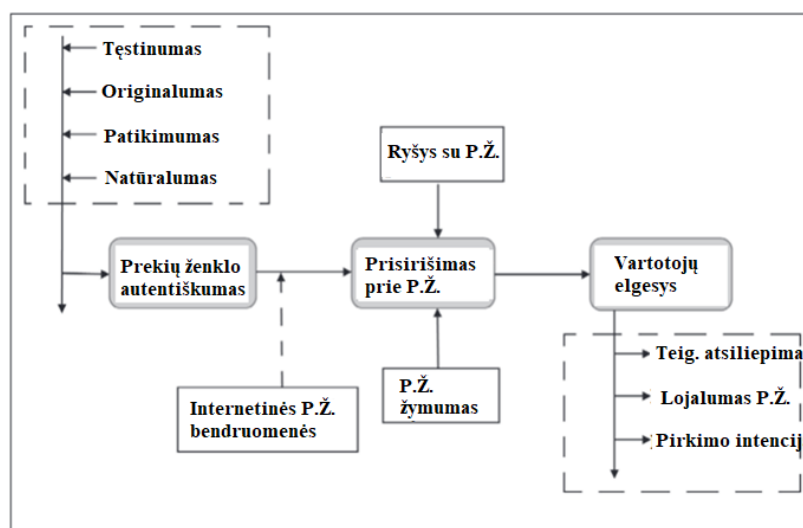 Tęstinumas
Originalumas
Patikimumas
Natūralumas
Ryšys su P.Ž.
Prekių ženklo
autentiškumas
Prisirišimas
prie P.Ž.
Vartotojų
elgesys
Internetinės P.Ž.
bendruomenės
P.Ž.
žymumas
Teig. atsiliepima
Lojalumas P.Ž.
Pirkimo intencij